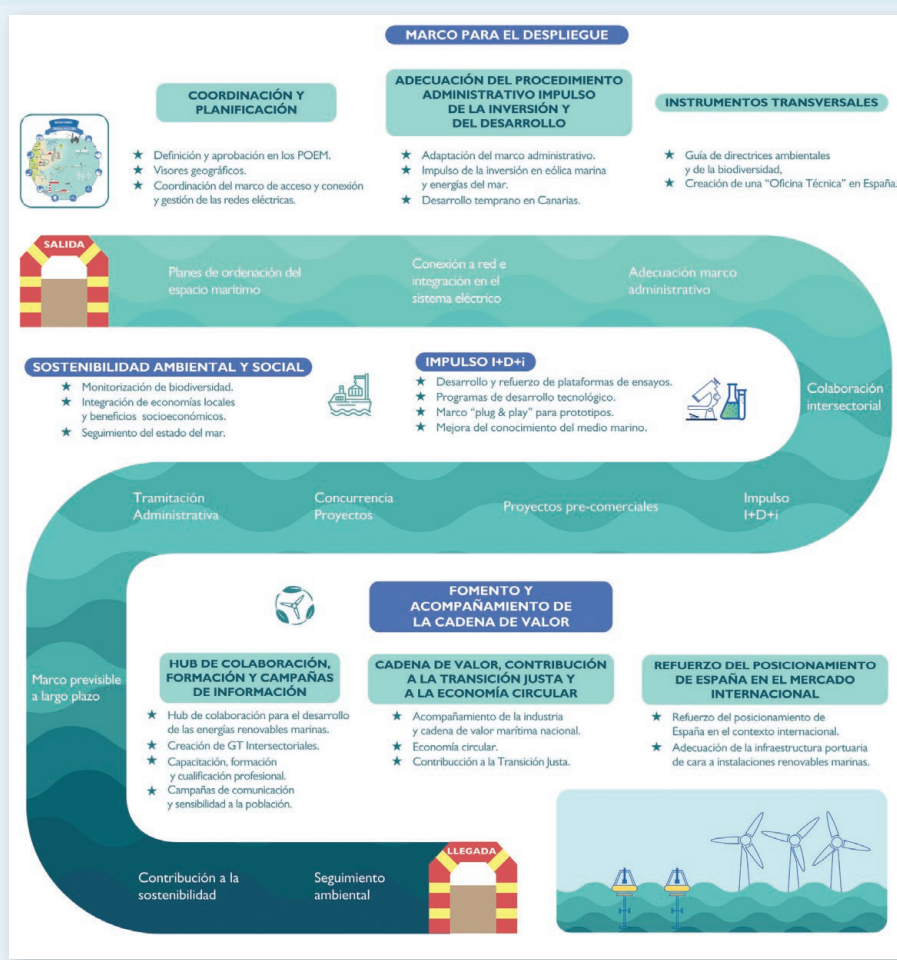 MARCO PARA EL DESPLIEGUE
COORDINACIÓN Y
PLANIFICACIÓN
★ Definición y aprobación en los POEM.
★ Visores geográficos.
★ Coordinación del marco de acceso y conexión
y gestión de las redes eléctricas.
ADECUACIÓN DEL PROCEDIMIENTO
ADMINISTRATIVO IMPULSO
DE LA INVERSIÓN Y
DEL DESARROLLO
★ Adaptación del marco administrativo.
★ Impulso de la inversión en eólica marina
y energías del mar.
★ Desarrollo temprano en Canarias.
INSTRUMENTOS TRANSVERSALES
★ Guía de directrices ambientales
y de la biodiversidad,
★ Creación de una “Oficina Técnica” en España.
SALIDA
Planes de ordenación del
espacio marítimo
Conexión a red e
integración en el
sistema eléctrico
Adecuación marco
administrativo
Colaboración
intersectorial
SOSTENIBILIDAD AMBIENTAL Y SOCIAL
★ Monitorización de biodiversidad.
★ Integración de economías locales
y beneficios socioeconómicos.
★ Seguimiento del estado del mar.
IMPULSO I+D+i
★ Desarrollo y refuerzo de plataformas de ensayos.
★ Programas de desarrollo tecnológico.
★ Marco “plug & play” para prototipos.
★ Mejora del conocimiento del medio marino.
Tramitación
Administrativa
Concurrencia
Proyectos
Proyectos pre-comerciales
Impulso
I+D+i
Marco previsible
a largo plazo
FOMENTO Y
ACOMPAÑAMIENTO DE
LA CADENA DE VALOR
HUB DE COLABORACIÓN,
FORMACIÓN Y CAMPAÑAS
DE INFORMACIÓN
★ Hub de colaboración para el desarrollo
de las energías renovables marinas.
★ Creación de GT Intersectoriales.
★ Capacitación, formación
y cualificación profesional.
★ Campañas de comunicación
y sensibilidad a la población.
CADENA DE VALOR, CONTRIBUCIÓN
A LA TRANSICIÓN JUSTA Y
A LA ECONOMÍA CIRCULAR
★ Acompañamiento de la industria
y cadena de valor marítima nacional.
★ Economía circular.
★ Contribucción a la Transición Justa.
REFUERZO DEL POSICIONAMIENTO
DE ESPAÑA EN EL MERCADO
INTERNACIONAL
★ Refuerzo del posicionamiento de
España en el contexto internacional.
★ Adecuación de la infraestructura portuaria
de cara a instalaciones renovables marinas.
Contribución a la
sostenibilidad
Seguimiento
ambiental
LLEGADA